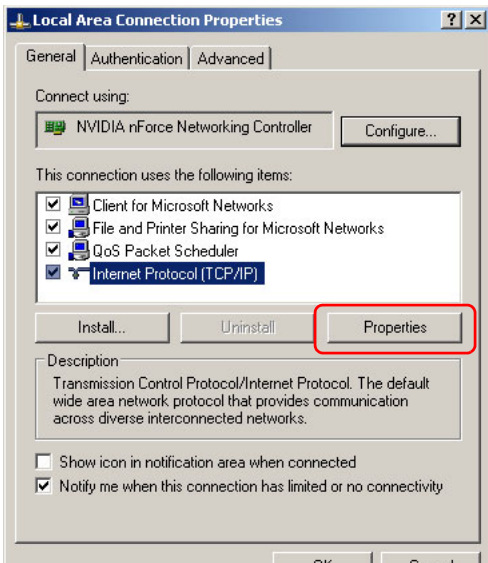 Local Area Connection Properties
General Authentication Advanced
Connect using:
NVIDIA nForce Networking Controller Configure...
This connection uses the following items:
Client for Microsoft Networks
File and Printer Sharing for Microsoft Networks
QoS Packet Scheduler
Internet Protocol (TCP/IP)
Install... Uninstall Properties
Description
Transmission Control Protocol/Internet Protocol. The default
wide area network protocol that provides communication
across diverse interconnected networks.
Show icon in notification area when connected
Notify me when this connection has limited or no connectivity